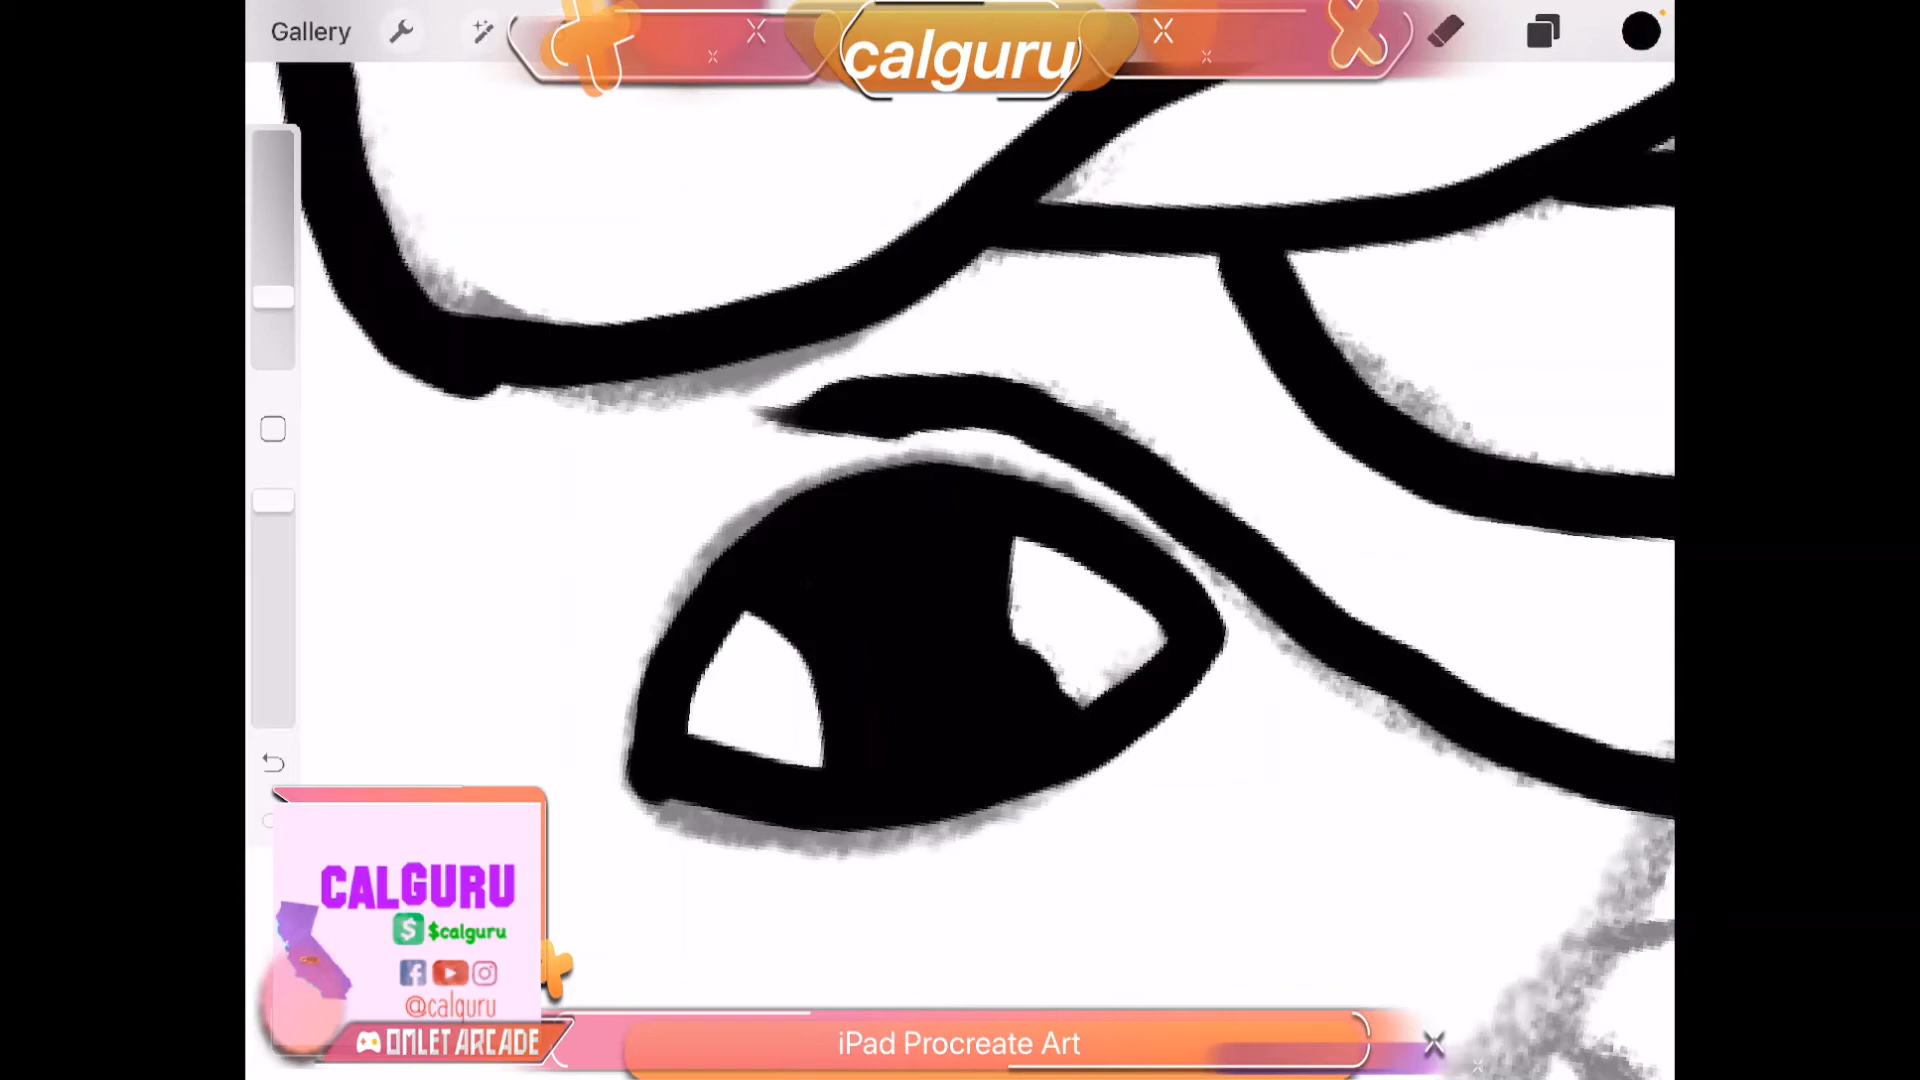 Gallery
calguru
CALGURU
$ $calguru
@calguru
OMLET ARCADE
iPad Procreate Art